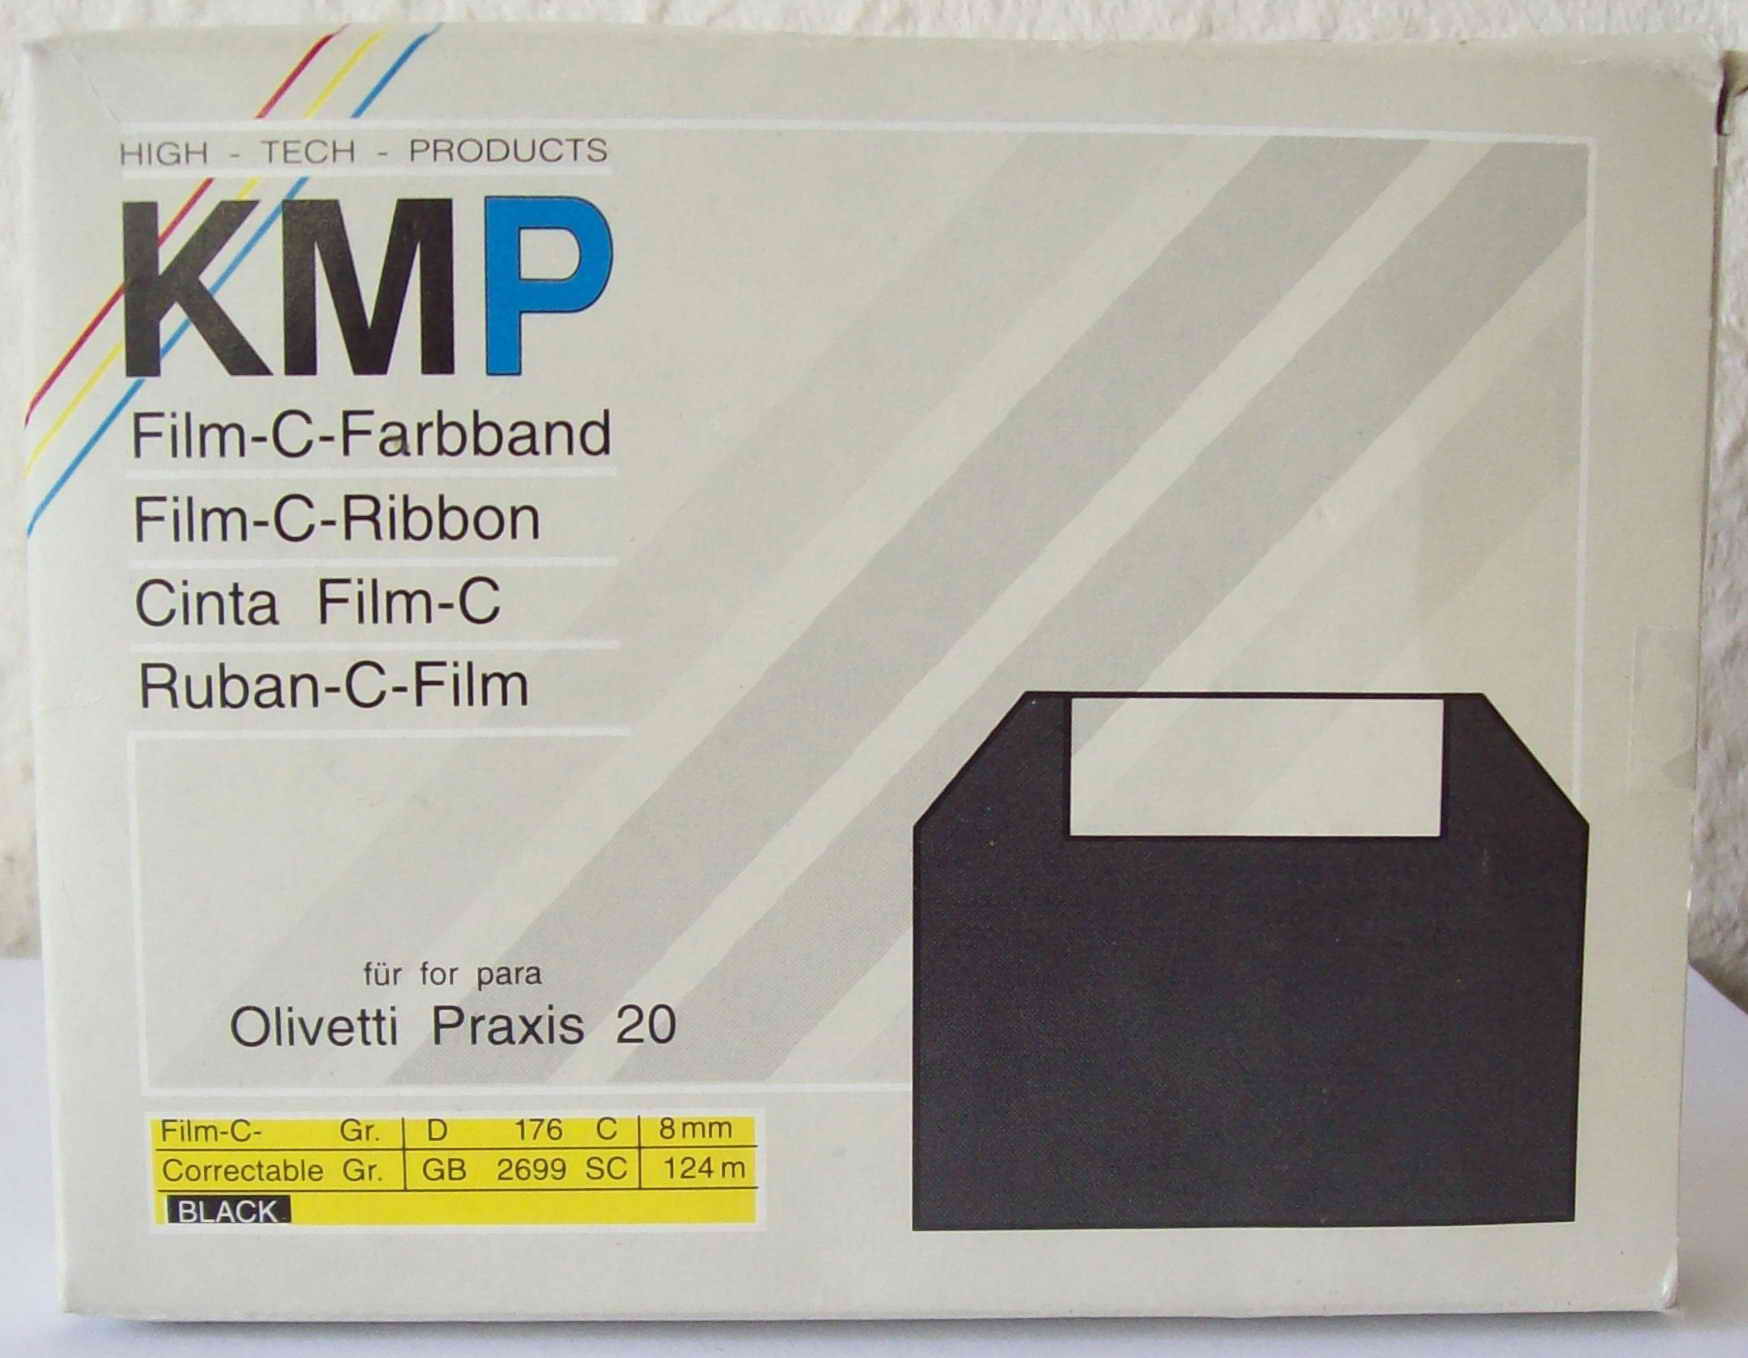 HIGH - TECH - PRODUCTS
KMP
Film-C-Farbband
Film-C-Ribbon
Cinta Film-C
Ruban-C-Film
für for para
Olivetti Praxis 20
Film-C- Gr. D 176 C 8mm
Correctable Gr. GB 2699 SC 124m
BLACK